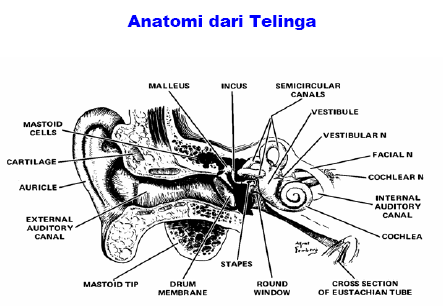 Anatomi dari Telinga
MALLEUS
INCUS
SEMICIRCULAR
CANALS
VESTIBULE
VESTIBULAR N
FACIAL N
COCHLEAR N
INTERNAL
AUDITORY
CANAL
COCHLEA
MASTOID
CELLS
CARTILAGE
AURICLE
EXTERNAL
AUDITORY
CANAL
MASTOID TIP
DRUM
MEMBRANE
STAPES
ROUND
WINDOW
CROSS SECTION
OF EUSTACHIAN TUBE